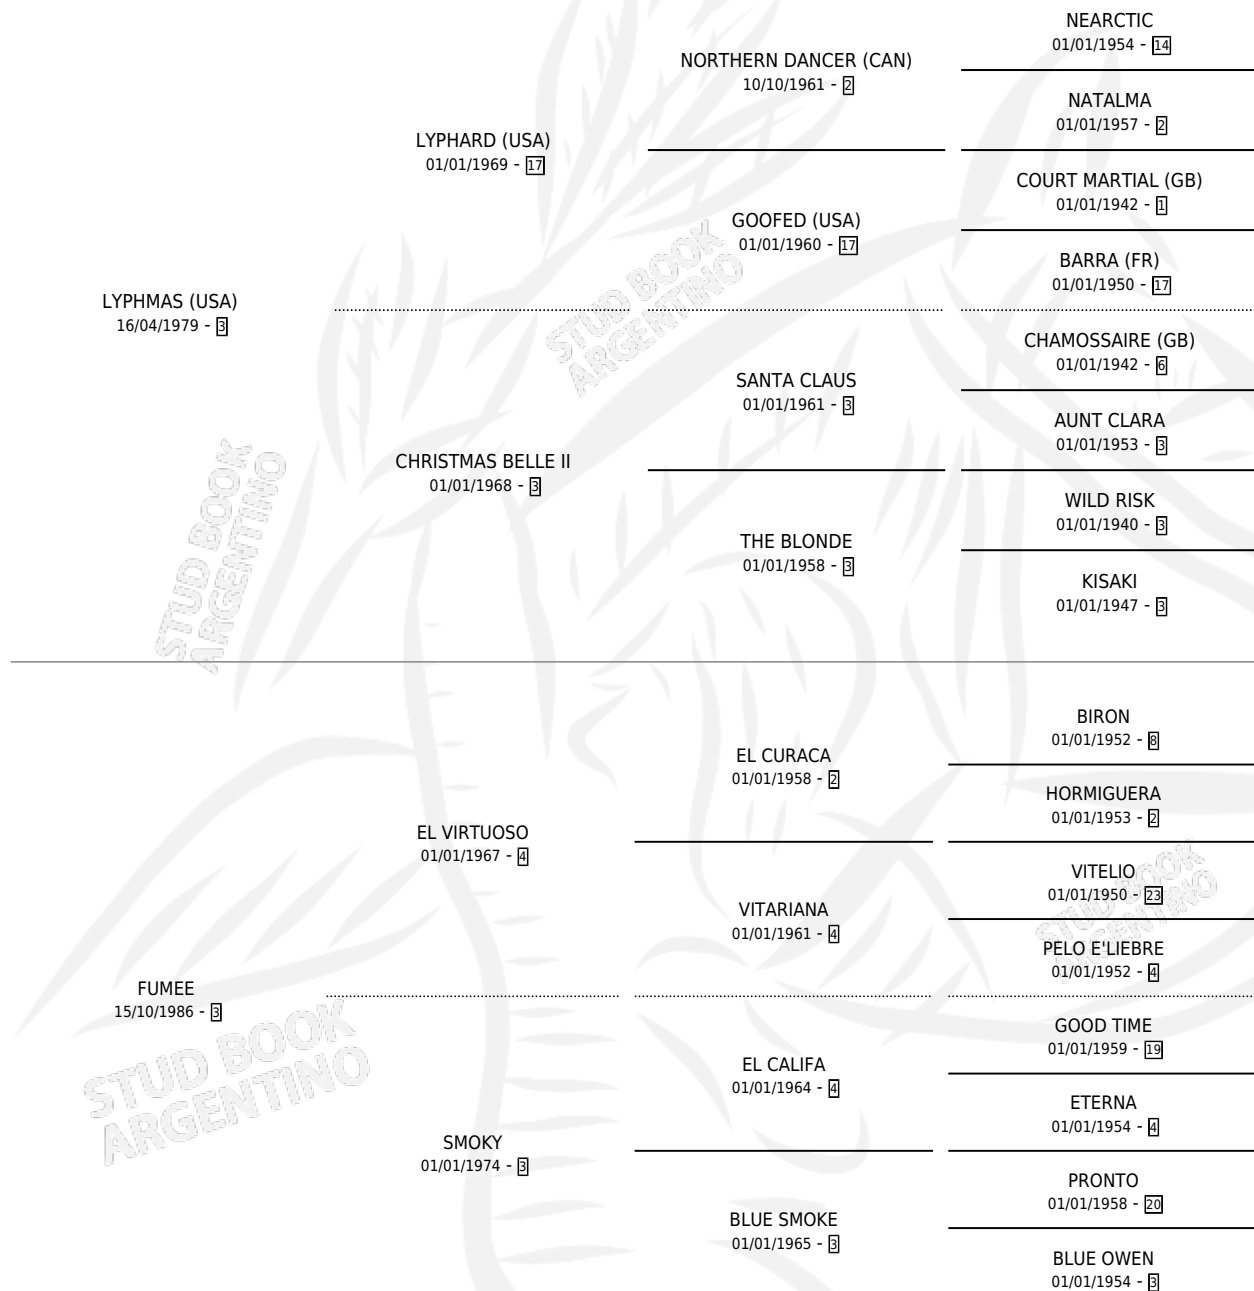 NEARCTIC
01/01/1954 - 14
NORTHERN DANCER (CAN)
10/10/1961 - 2
NATALMA
01/01/1957 - 2
LYPHARD (USA)
01/01/1969 - 17
COURT MARTIAL (GB)
01/01/1942 - 1
GOOFED (USA)
01/01/1960 - 17
BARRA (FR)
01/01/1950 - 17
LYPHMAS (USA)
16/04/1979 - 3
STUD BOOK
ARGENTINO
CHAMOSSAIRE (GB)
01/01/1942 - 6
SANTA CLAUS
01/01/1961 - 3
AUNT CLARA
01/01/1953 - 3
CHRISTMAS BELLE II
01/01/1968 - 3
WILD RISK
01/01/1940 - 3
THE BLONDE
01/01/1958 - 3
KISAKI
01/01/1947 - 3
STUD BOOK
ARGENTINO
BIRON
01/01/1952 - 8
EL CURACA
01/01/1958 - 2
HORMIGUERA
01/01/1953 - 2
EL VIRTUOSO
01/01/1967 - 4
VITELIO
01/01/1950 - 23
VITARIANA
01/01/1961 - 4
STUD BOOK
ARGENTINO
PELO E'LIEBRE
01/01/1952 - 4
FUMEE
15/10/1986 - 3
GOOD TIME
01/01/1959 - 19
EL CALIFA
01/01/1964 - 4
STUD BOOK
ARGENTINO
ETERNA
01/01/1954 - 4
SMOKY
01/01/1974 - 3
PRONTO
01/01/1958 - 20
BLUE SMOKE
01/01/1965 - 3
BLUE OWEN
01/01/1954 - 3